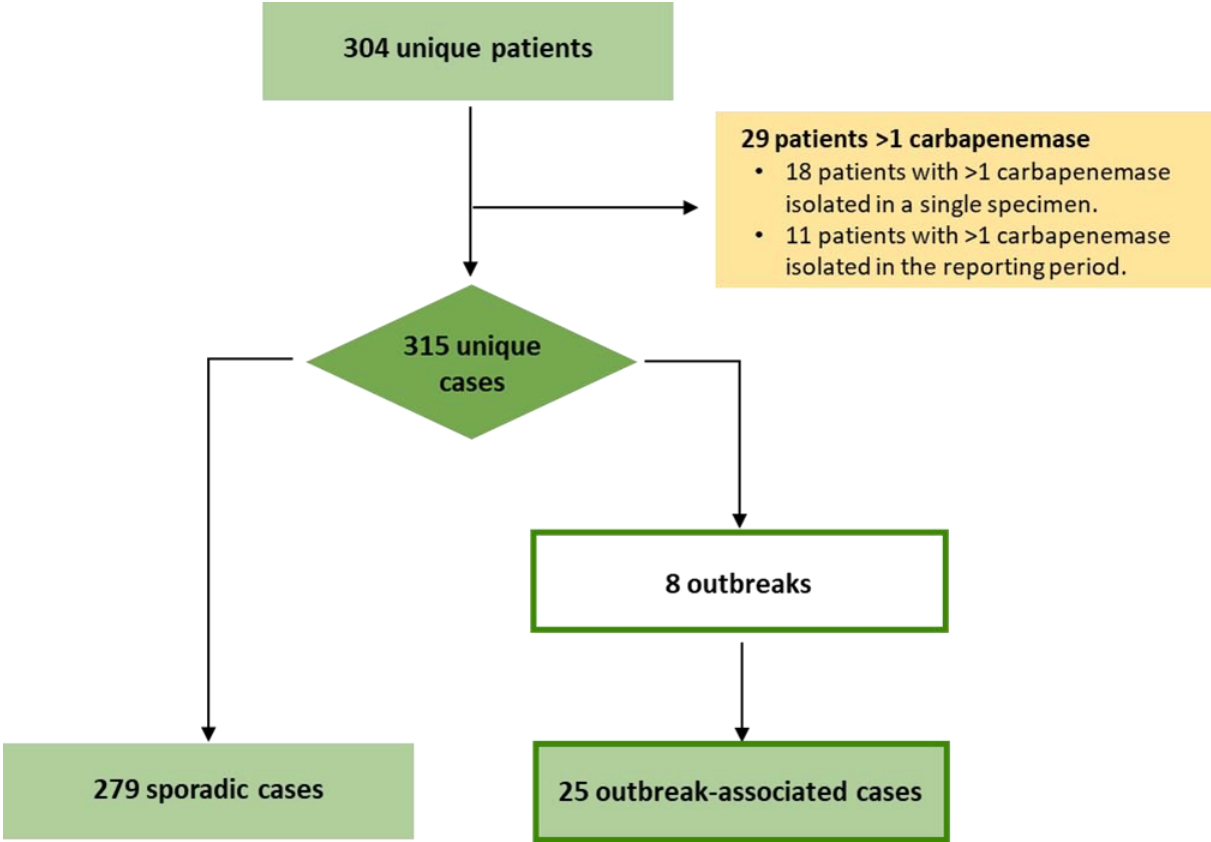 304 unique patients
29 patients >1 carbapenemase
• 18 patients with >1 carbapenemase
isolated in a single specimen.
• 11 patients with >1 carbapenemase
isolated in the reporting period.
315 unique
cases
8 outbreaks
279 sporadic cases
25 outbreak-associated cases